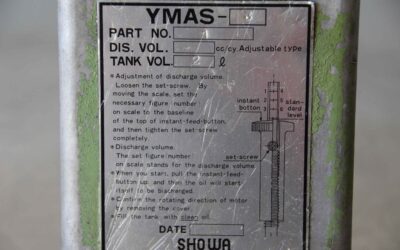 YMAS-
PART NO.
DIS. VOL. cc/cy. Adjustable type
TANK VOL. 2 ℓ
※ Adjustment of discharge volume.
Loosen the set-screw. By
moving the scale, set the
necessary figure number
on scale to the baseline
of the top of instant-feed-button,
and then tighten the set-screw
completely.
※ Discharge volume.
The set figure number
on scale stands for the discharge volume
※ When you start, pull the instant-feed-
button up, and then the oil will start
itself to be discharged.
※ Confirm the rotating direction of motor
by removing the cover.
※ Fill the tank with clean oil.
instant
button
stan-
dard
level
set-screw
DATE
SHOWA